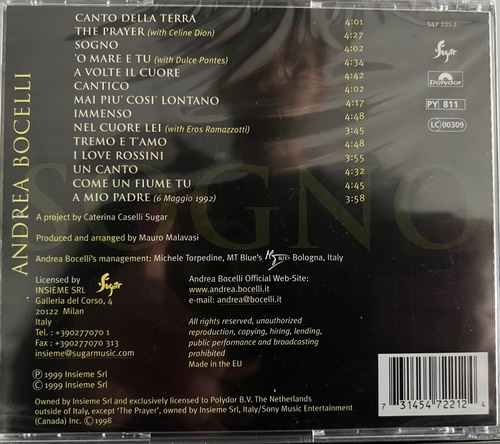 ANDREA BOCELLI
SOGNO
CANTO DELLA TERRA 4:01
THE PRAYER (with Celine Dion) 4:27
SOGNO 4:02
'O MARE E TU (with Dulce Pontes) 4:34
A VOLTE IL CUORE 4:42
CANTICO 4:02
MAI PIU' COSI' LONTANO 4:17
IMMENSO 4:48
NEL CUORE LEI (with Eros Ramazzotti) 3:45
TREMO E T'AMO 4:48
I LOVE ROSSINI 3:55
UN CANTO 4:32
COME UN FIUME TU 4:45
A MIO PADRE (6 Maggio 1992) 3:58
Sugar
Polydor
PY 811
LC 00309
A project by Caterina Caselli Sugar
Produced and arranged by Mauro Malavasi
Andrea Bocelli's management: Michele Torpedine, MT Blue's Bologna, Italy
Licensed by
INSIEME SRL
Galleria del Corso, 4
20122 Milan
Italy
Tel. : +390277070 1
Fax : +390277070 313
insieme@sugarmusic.com
Sugar
Andrea Bocelli Official Web-Site:
www.andrea.bocelli.it
e-mail: andrea@bocelli.it
All rights reserved, unauthorized
reproduction, copying, hiring, lending,
public performance and broadcasting
prohibited
Made in the EU
Ⓟ 1999 Insieme Srl
© 1999 Insieme Srl
Owned by Insieme Srl and exclusively licensed to Polydor B.V. The Netherlands
outside of Italy, except 'The Prayer', owned by Insieme Srl, Italy/Sony Music Entertainment
(Canada) Inc. ©1998
7 31454 72212 4